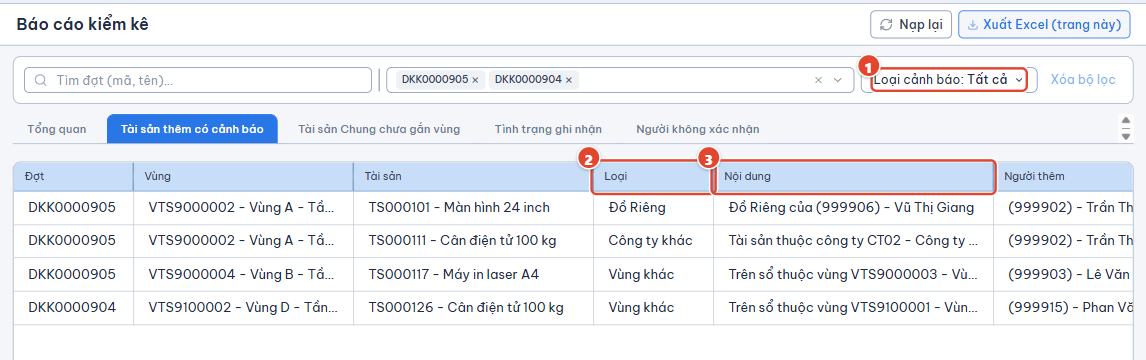 Báo cáo kiểm kê
Nạp lại
Xuất Excel (trang này)
Tìm đợt (mã, tên)...
DKK0000905 ×
DKK0000904 ×
1
Loại cảnh báo: Tất cả
Xóa bộ lọc
Tổng quan
Tài sản thêm có cảnh báo
Tài sản Chung chưa gắn vùng
Tình trạng ghi nhận
Người không xác nhận
2
3
Đợt Vùng Tài sản Loại Nội dung Người thêm
DKK0000905 VTS9000002 - Vùng A - Tầ... TS000101 - Màn hình 24 inch Đồ Riêng Đồ Riêng của (999906) - Vũ Thị Giang (999902) - Trần Th
DKK0000905 VTS9000002 - Vùng A - Tầ... TS000111 - Cân điện tử 100 kg Công ty khác Tài sản thuộc công ty CT02 - Công ty ... (999902) - Trần Th
DKK0000905 VTS9000004 - Vùng B - Tầ... TS000117 - Máy in laser A4 Vùng khác Trên sổ thuộc vùng VTS9000003 - Vù... (999903) - Lê Văn
DKK0000904 VTS9100002 - Vùng D - Tần... TS000126 - Cân điện tử 100 kg Vùng khác Trên sổ thuộc vùng VTS9100001 - Vùn... (999915) - Phan Vă